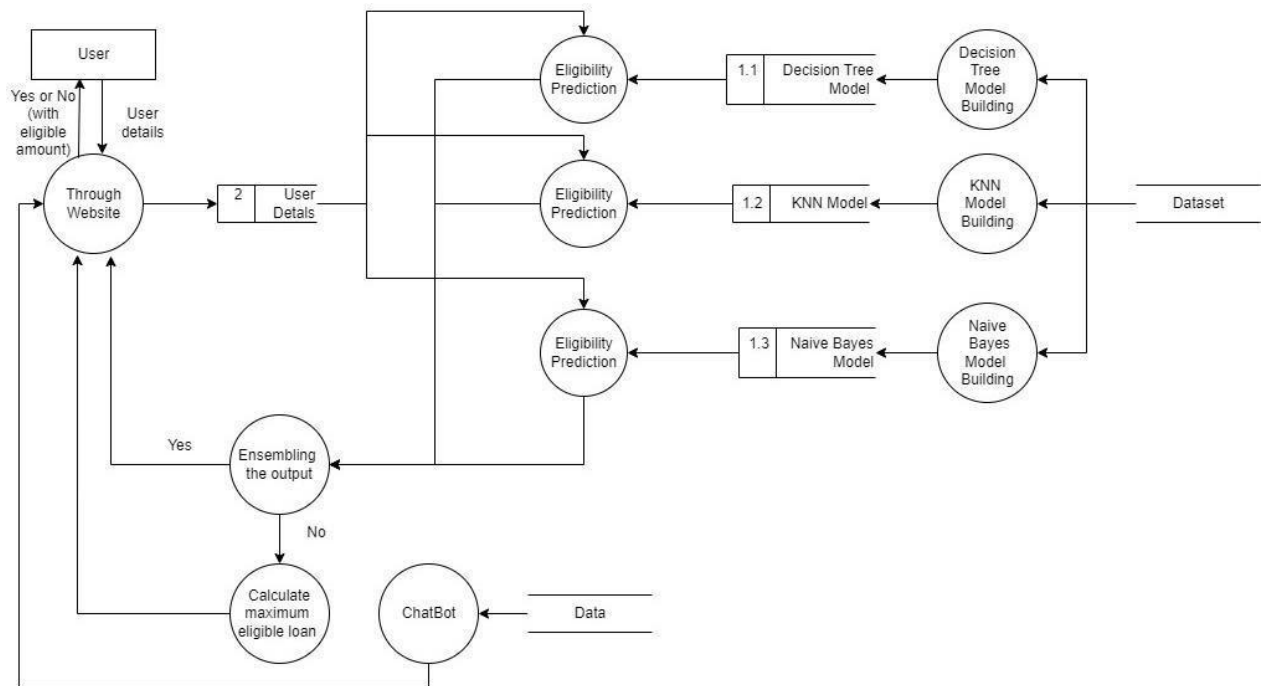 User
Yes or No
(with
eligible
amount)
User
details
Through
Website
2
User
Detals
Eligibility
Prediction
1.1
Decision Tree
Model
Decision
Tree
Model
Building
Eligibility
Prediction
1.2
KNN Model
KNN
Model
Building
Dataset
Eligibility
Prediction
1.3
Naive Bayes
Model
Naive
Bayes
Model
Building
Yes
Ensembling
the output
No
Calculate
maximum
eligible loan
ChatBot
Data